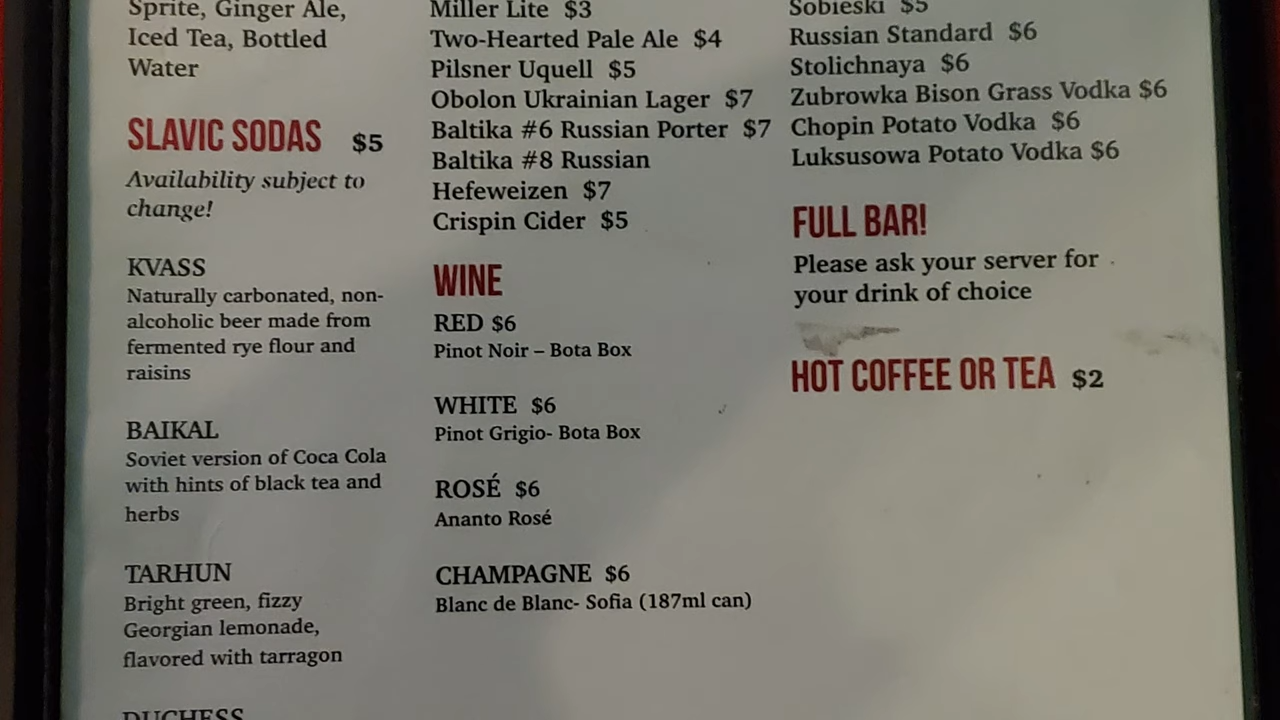 Sprite, Ginger Ale,
Iced Tea, Bottled
Water
SLAVIC SODAS $5
Availability subject to
change!
KVASS
Naturally carbonated, non-
alcoholic beer made from
fermented rye flour and
raisins
BAIKAL
Soviet version of Coca Cola
with hints of black tea and
herbs
TARHUN
Bright green, fizzy
Georgian lemonade,
flavored with tarragon
DUCHESS
Miller Lite $3
Two-Hearted Pale Ale $4
Pilsner Uquell $5
Obolon Ukrainian Lager $7
Baltika #6 Russian Porter $7
Baltika #8 Russian
Hefeweizen $7
Crispin Cider $5
WINE
RED $6
Pinot Noir – Bota Box
WHITE $6
Pinot Grigio- Bota Box
ROSÉ $6
Ananto Rosé
CHAMPAGNE $6
Blanc de Blanc- Sofia (187ml can)
Sobieski $5
Russian Standard $6
Stolichnaya $6
Zubrowka Bison Grass Vodka $6
Chopin Potato Vodka $6
Luksusowa Potato Vodka $6
FULL BAR!
Please ask your server for
your drink of choice
HOT COFFEE OR TEA $2